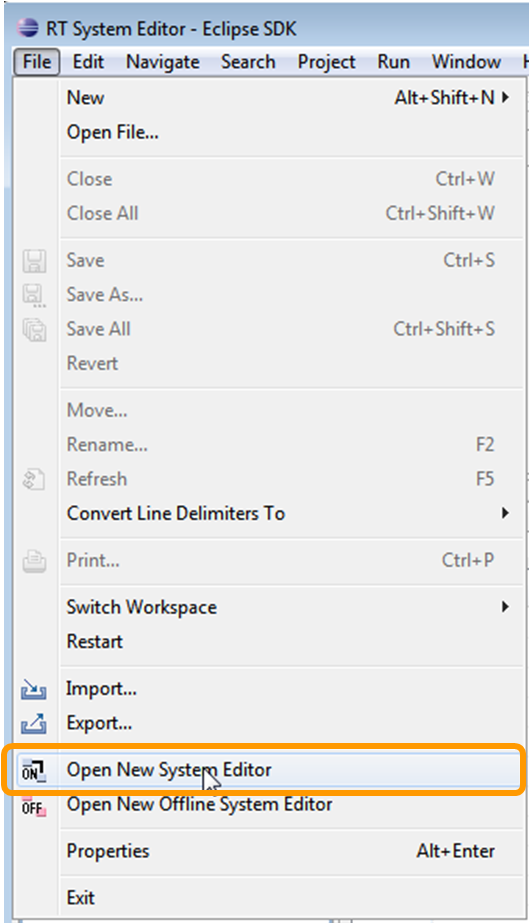 RT System Editor - Eclipse SDK
File Edit Navigate Search Project Run Window
New Alt+Shift+N
Open File...
Close Ctrl+W
Close All Ctrl+Shift+W
Save Ctrl+S
Save As...
Save All Ctrl+Shift+S
Revert
Move...
Rename... F2
Refresh F5
Convert Line Delimiters To
Print... Ctrl+P
Switch Workspace
Restart
Import...
Export...
ON Open New System Editor
OFF Open New Offline System Editor
Properties Alt+Enter
Exit